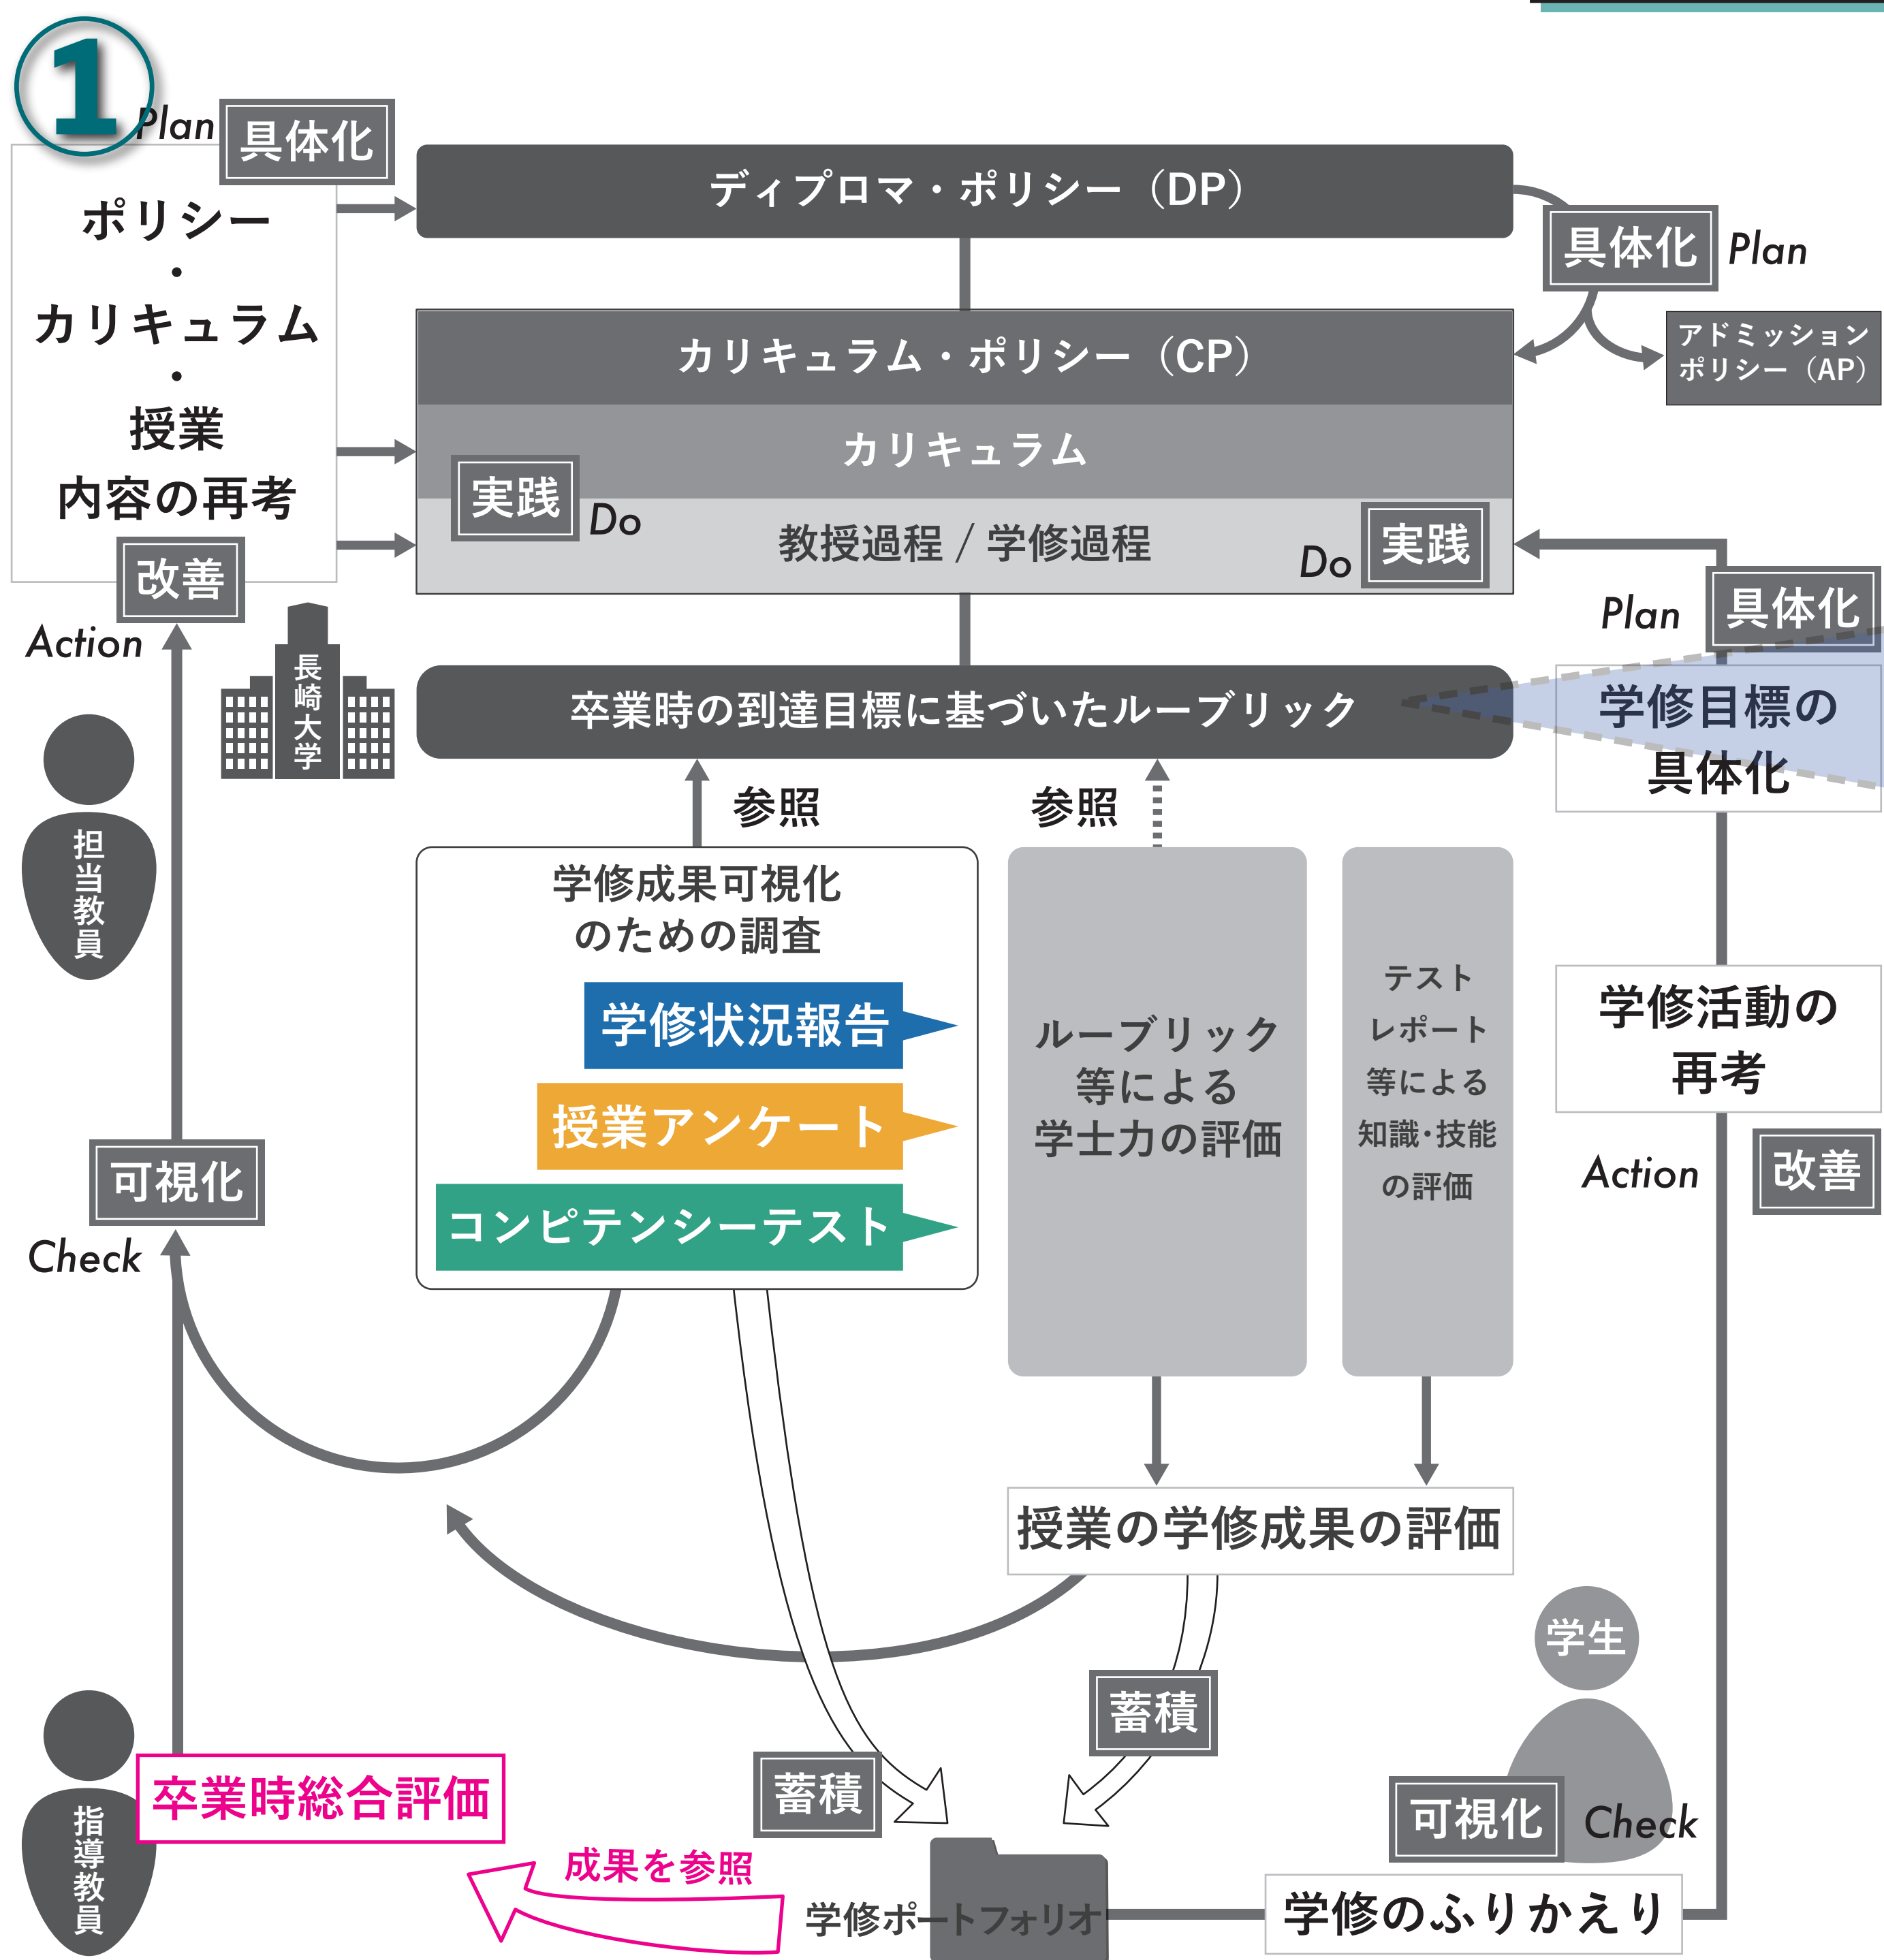 1
Plan
具体化
ポリシー
・
カリキュラム
・
授業
内容の再考
改善
Action
ディプロマ・ポリシー（DP）
具体化
Plan
アドミッション
ポリシー（AP）
カリキュラム・ポリシー（CP）
カリキュラム
実践
Do
教授過程 / 学修過程
Do
実践
Plan
具体化
学修目標の
具体化
長崎大学
卒業時の到達目標に基づいたルーブリック
参照
参照
担当教員
学修成果可視化
のための調査
学修状況報告
授業アンケート
コンピテンシーテスト
ルーブリック
等による
学士力の評価
テスト
レポート
等による
知識・技能
の評価
学修活動の
再考
Action
改善
可視化
Check
授業の学修成果の評価
学生
蓄積
蓄積
指導教員
卒業時総合評価
成果を参照
学修ポートフォリオ
可視化
Check
学修のふりかえり